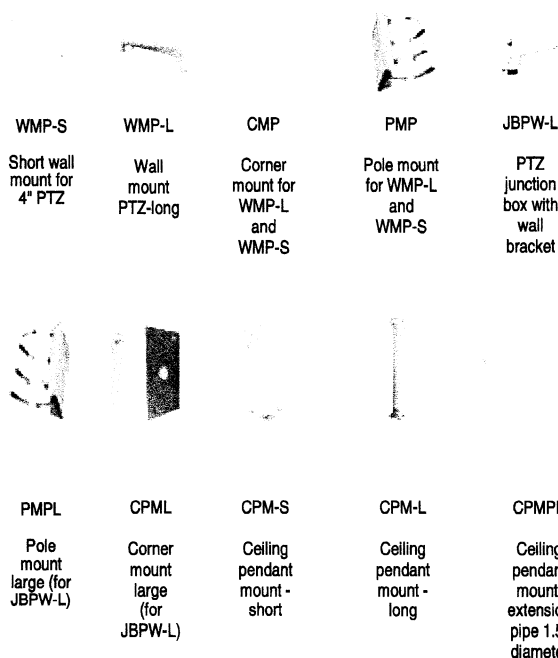 WMP-S
WMP-L
CMP
PMP
JBPW-L
Short wall
mount for
4" PTZ
Wall
mount
PTZ-long
Corner
mount for
WMP-L
and
WMP-S
Pole mount
for WMP-L
and
WMP-S
PTZ
junction
box with
wall
bracket
PMPL
CPML
CPM-S
CPM-L
Pole
mount
large (for
JBPW-L)
Corner
mount
large
(for
JBPW-L)
Ceiling
pendant
mount -
short
Ceiling
pendant
mount -
long
Ceiling
mount
pipe 1.5